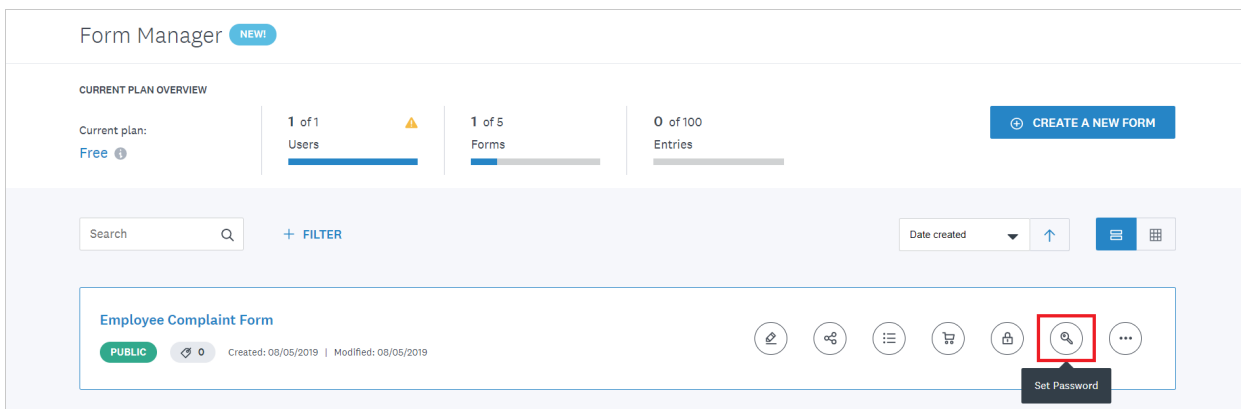 Form Manager NEW!
CURRENT PLAN OVERVIEW
Current plan:
Free
1 of 1
Users
1 of 5
Forms
0 of 100
Entries
CREATE A NEW FORM
Search
+ FILTER
Date created
Employee Complaint Form
PUBLIC 0 Created: 08/05/2019 | Modified: 08/05/2019
Set Password